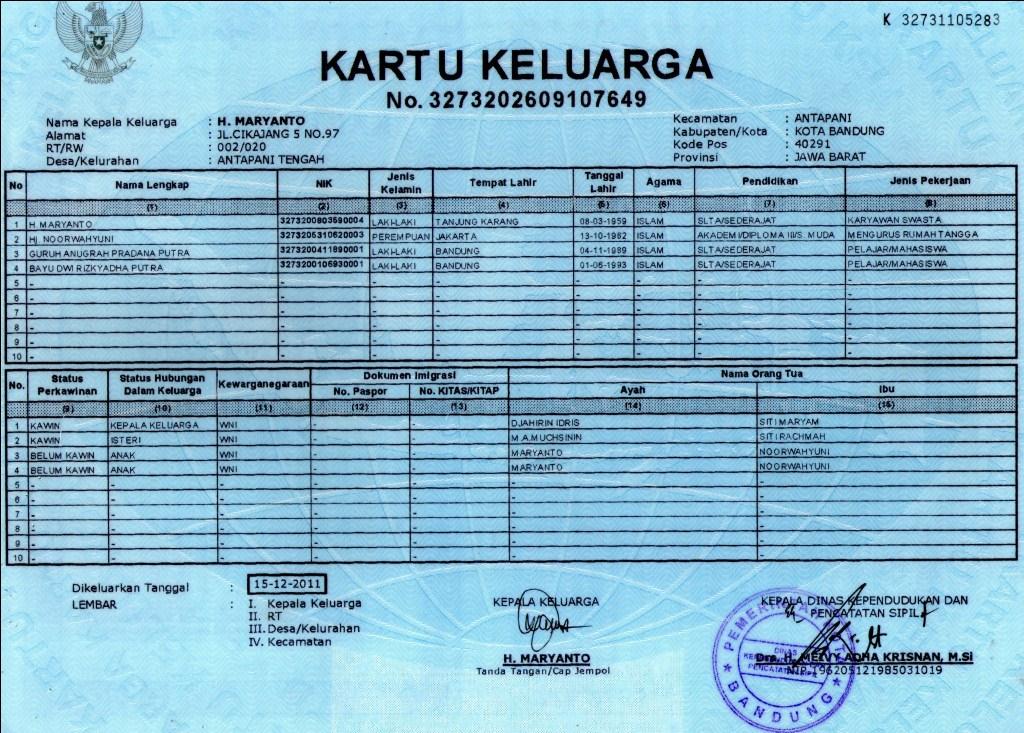 K 32731105283
KARTU KELUARGA
No. 3273202609107649
Nama Kepala Keluarga : H. MARYANTO
Alamat : JL.CIKAJANG 5 NO.97
RT/RW : 002/020
Desa/Kelurahan : ANTAPANI TENGAH
Kecamatan : ANTAPANI
Kabupaten/Kota : KOTA BANDUNG
Kode Pos : 40291
Provinsi : JAWA BARAT
No Nama Lengkap NIK Jenis Kelamin Tempat Lahir Tanggal Lahir Agama Pendidikan Jenis Pekerjaan
(1) (2) (3) (4) (5) (6) (7) (8)
1 H. MARYANTO 3273200803590004 LAKI-LAKI TANJUNG KARANG 08-03-1959 ISLAM SLTA/SEDERAJAT KARYAWAN SWASTA
2 Hj. NOORWAHYUNI 3273205310620003 PEREMPUAN JAKARTA 13-10-1962 ISLAM AKADEMI/DIPLOMA III/S. MUDA MENGURUS RUMAH TANGGA
3 GURUH ANUGRAH PRADANA PUTRA 3273200411890001 LAKI-LAKI BANDUNG 04-11-1989 ISLAM SLTA/SEDERAJAT PELAJAR/MAHASISWA
4 BAYU DWI RIZKYADHA PUTRA 3273200106930001 LAKI-LAKI BANDUNG 01-06-1993 ISLAM SLTA/SEDERAJAT PELAJAR/MAHASISWA
5 - - - - - - - -
6 - - - - - - - -
7 - - - - - - - -
8 - - - - - - - -
9 - - - - - - - -
10 - - - - - - - -
No. Status Perkawinan Status Hubungan Dalam Keluarga Kewarganegaraan Dokumen Imigrasi Nama Orang Tua
No. Paspor No. KITAS/KITAP Ayah Ibu
(9) (10) (11) (12) (13) (14) (15)
1 KAWIN KEPALA KELUARGA WNI - - DJAHIRIN IDRIS SITI MARYAM
2 KAWIN ISTERI WNI - - M.A.MUCHSININ SITI RACHMAH
3 BELUM KAWIN ANAK WNI - - MARYANTO NOORWAHYUNI
4 BELUM KAWIN ANAK WNI - - MARYANTO NOORWAHYUNI
5 - - - - - - -
6 - - - - - - -
7 - - - - - - -
8 - - - - - - -
9 - - - - - - -
10 - - - - - - -
Dikeluarkan Tanggal : 15-12-2011
LEMBAR : I. Kepala Keluarga
II. RT
III. Desa/Kelurahan
IV. Kecamatan
KEPALA KELUARGA
H. MARYANTO
Tanda Tangan/Cap Jempol
KEPALA DINAS KEPENDUDUKAN DAN
PENCATATAN SIPIL
Drs. H. MEIVY ADHA KRISNAN, M.Si
NIP.196205121985031019
BANDUNG